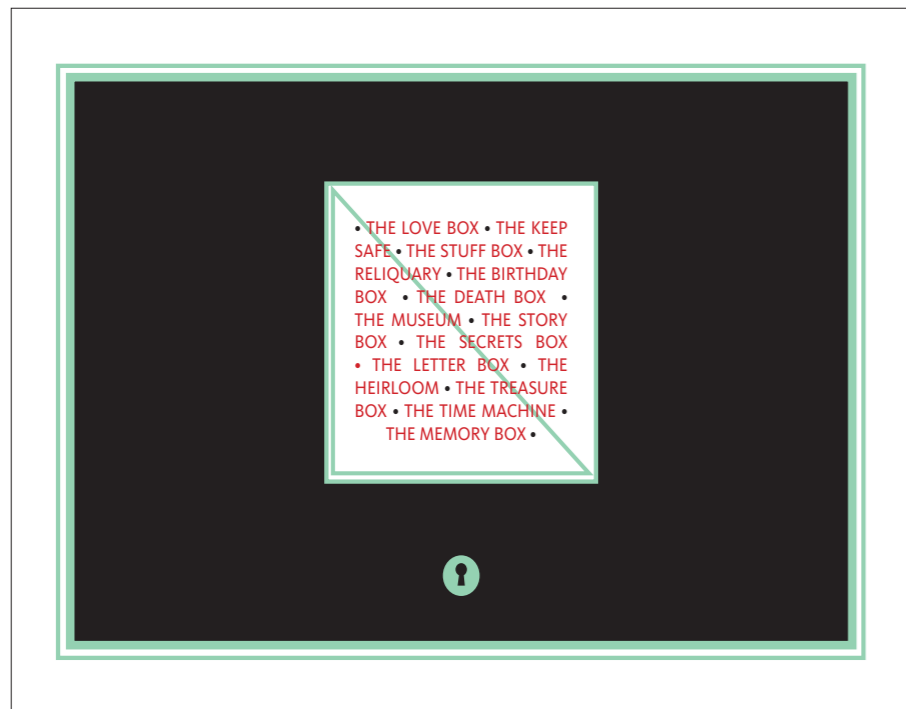 • THE LOVE BOX • THE KEEP
SAFE • THE STUFF BOX • THE
RELIQUARY • THE BIRTHDAY
BOX • THE DEATH BOX •
THE MUSEUM • THE STORY
BOX • THE SECRETS BOX
• THE LETTER BOX • THE
HEIRLOOM • THE TREASURE
BOX • THE TIME MACHINE •
THE MEMORY BOX •